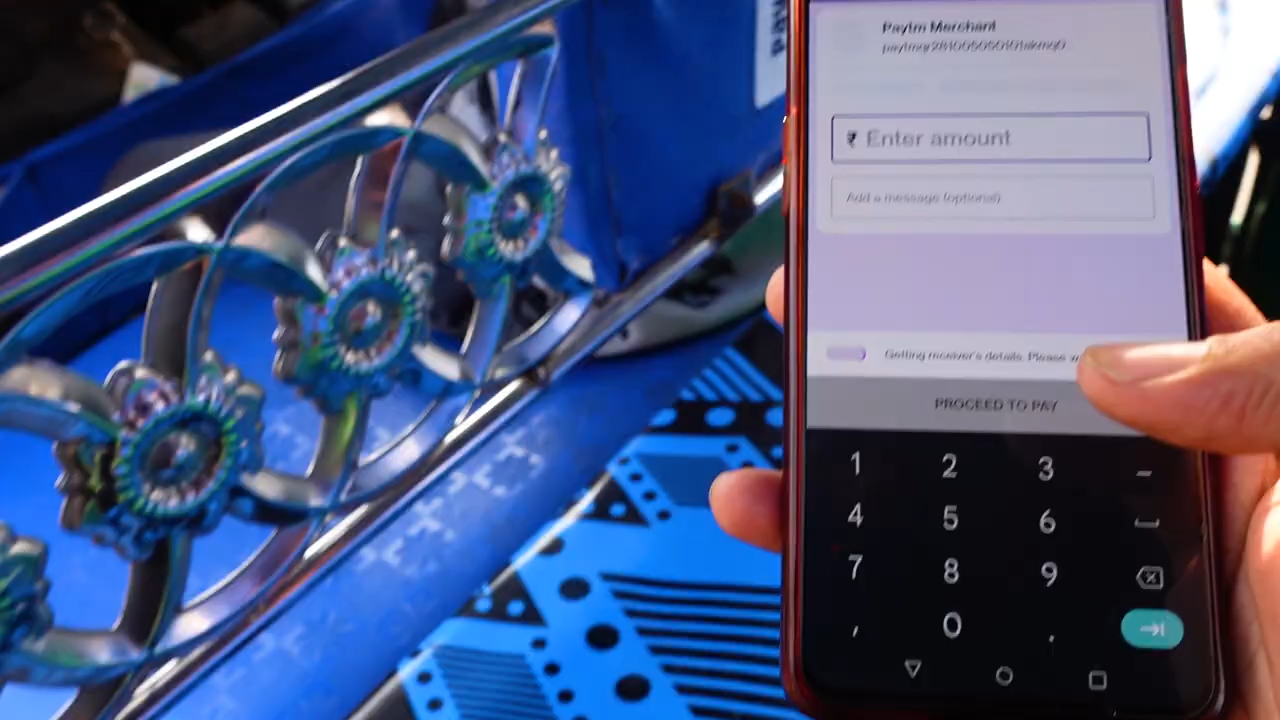 Paytm Merchant
₹ Enter amount
Add a message (optional)
Getting receiver's details. Please
PROCEED TO PAY
1 2 3 –
4 5 6
7 8 9
, 0 .